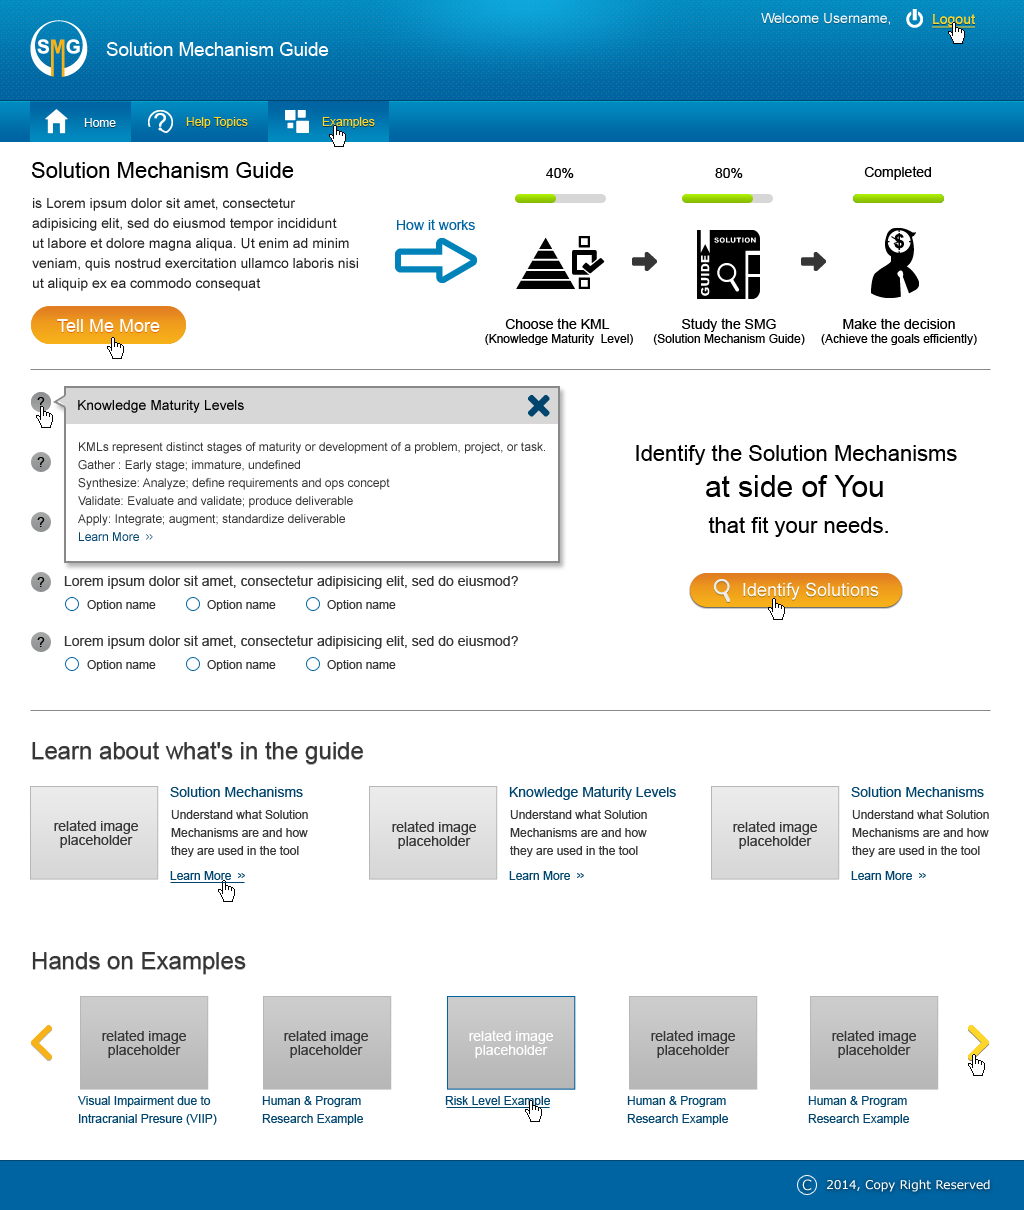 Welcome Username,
Logout
SMG
Solution Mechanism Guide
Home
Help Topics
Examples
Solution Mechanism Guide
is Lorem ipsum dolor sit amet, consectetur
adipisicing elit, sed do eiusmod tempor incididunt
ut labore et dolore magna aliqua. Ut enim ad minim
veniam, quis nostrud exercitation ullamco laboris nisi
ut aliquip ex ea commodo consequat
Tell Me More
How it works
40%
80%
Completed
SOLUTION
GUIDE
$
Choose the KML
(Knowledge Maturity Level)
Study the SMG
(Solution Mechanism Guide)
Make the decision
(Achieve the goals efficiently)
?
Knowledge Maturity Levels
KMLs represent distinct stages of maturity or development of a problem, project, or task.
Gather : Early stage; immature, undefined
Synthesize: Analyze; define requirements and ops concept
Validate: Evaluate and validate; produce deliverable
Apply: Integrate; augment; standardize deliverable
Learn More »
?
?
?
Lorem ipsum dolor sit amet, consectetur adipisicing elit, sed do eiusmod?
Option name
Option name
Option name
?
Lorem ipsum dolor sit amet, consectetur adipisicing elit, sed do eiusmod?
Option name
Option name
Option name
Identify the Solution Mechanisms
at side of You
that fit your needs.
Identify Solutions
Learn about what's in the guide
related image
placeholder
Solution Mechanisms
Understand what Solution
Mechanisms are and how
they are used in the tool
Learn More »
related image
placeholder
Knowledge Maturity Levels
Understand what Solution
Mechanisms are and how
they are used in the tool
Learn More »
related image
placeholder
Solution Mechanisms
Understand what Solution
Mechanisms are and how
they are used in the tool
Learn More »
Hands on Examples
related image
placeholder
Visual Impairment due to
Intracranial Presure (VIIP)
related image
placeholder
Human & Program
Research Example
related image
placeholder
Risk Level Example
related image
placeholder
Human & Program
Research Example
related image
placeholder
Human & Program
Research Example
© 2014, Copy Right Reserved